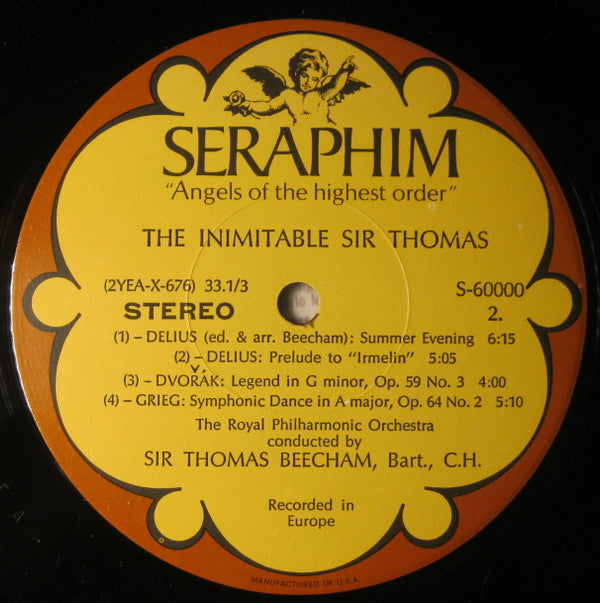 SERAPHIM
"Angels of the highest order"
THE INIMITABLE SIR THOMAS
(2YEA-X-676) 33.1/3 S-60000
STEREO 2.
(1) – DELIUS (ed. & arr. Beecham): Summer Evening 6:15
(2) – DELIUS: Prelude to "Irmelin" 5:05
(3) – DVOŘÁK: Legend in G minor, Op. 59 No. 3 4:00
(4) – GRIEG: Symphonic Dance in A major, Op. 64 No. 2 5:10
The Royal Philharmonic Orchestra
conducted by
SIR THOMAS BEECHAM, Bart., C.H.
Recorded in
Europe
MANUFACTURED IN U.S.A.